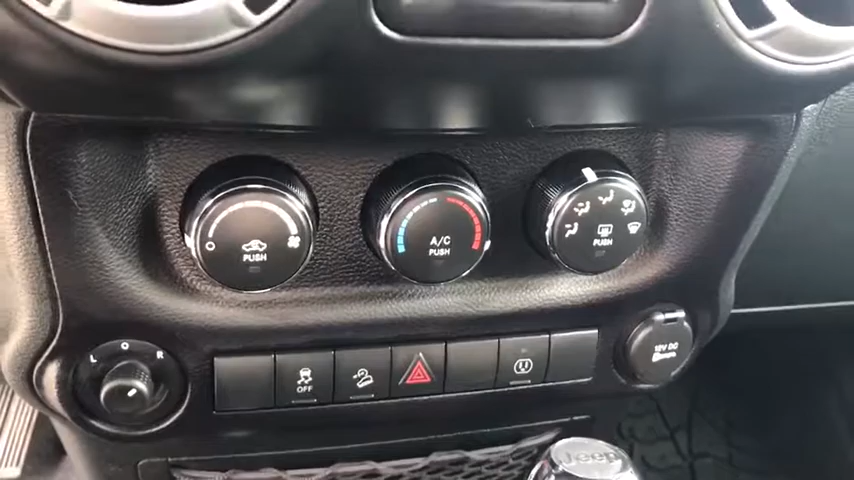 PUSH
A/C
PUSH
PUSH
L O R
OFF
12V DC
Jeep